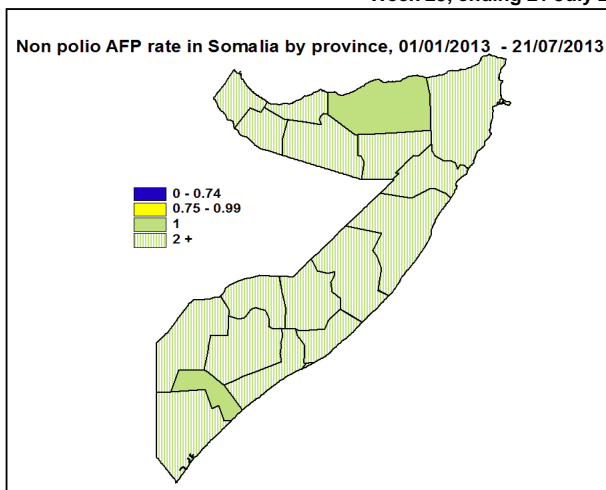 Non polio AFP rate in Somalia by province, 01/01/2013 - 21/07/2013
0 - 0.74
0.75 - 0.99
1
2 +